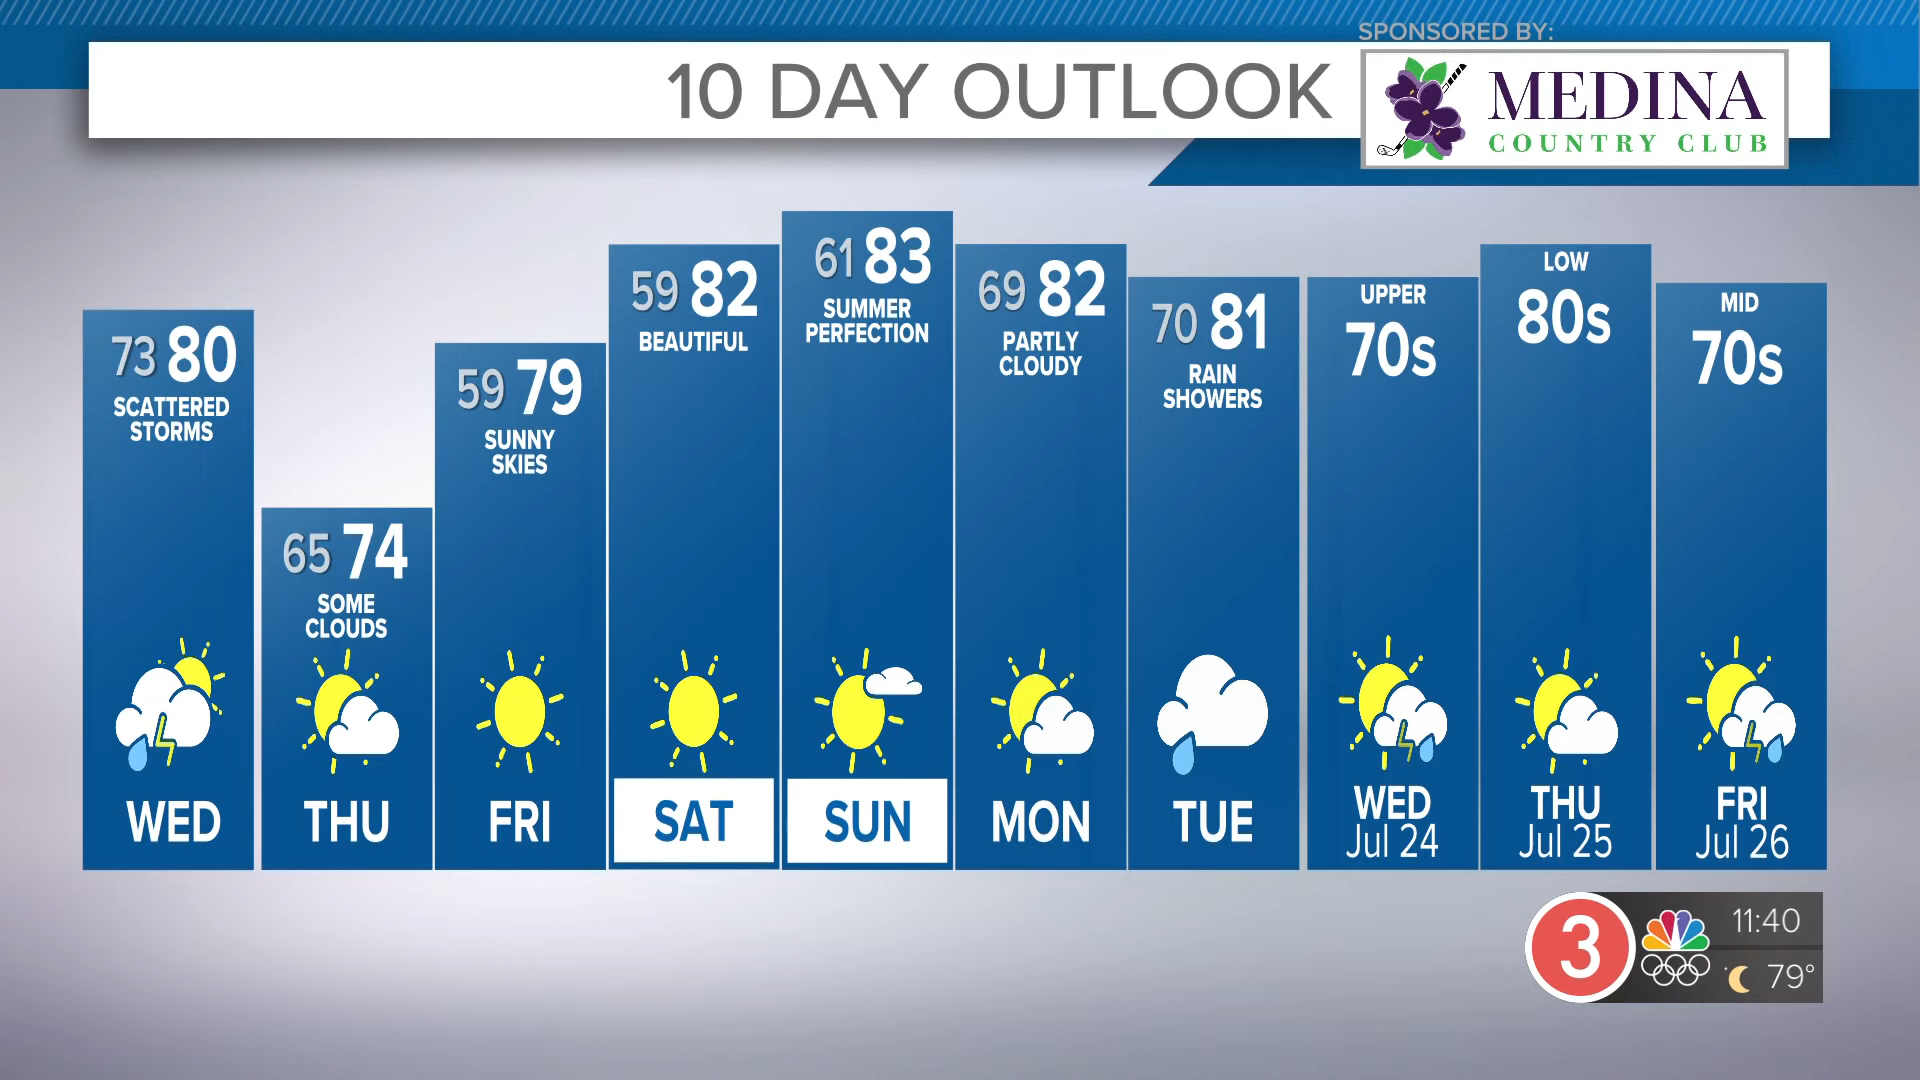 SPONSORED BY:
10 DAY OUTLOOK
MEDINA
COUNTRY CLUB
73 80
SCATTERED
STORMS
WED
65 74
SOME
CLOUDS
THU
59 79
SUNNY
SKIES
FRI
59 82
BEAUTIFUL
SAT
61 83
SUMMER
PERFECTION
SUN
69 82
PARTLY
CLOUDY
MON
70 81
RAIN
SHOWERS
TUE
UPPER
70s
WED
Jul 24
LOW
80s
THU
Jul 25
MID
70s
FRI
Jul 26
3
11:40
79°